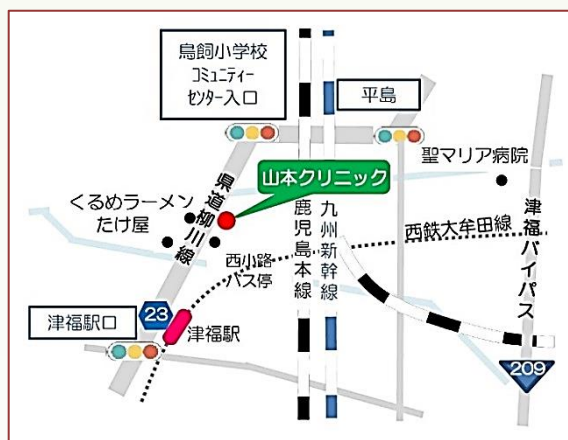 鳥飼小学校
コミュニティー
センター入口
平島
聖マリア病院
山本クリニック
くるめラーメン
たけ屋
県道柳川線
西小路
バス停
鹿児島本線
九州新幹線
西鉄大牟田線
津福バイパス
津福駅口
23
津福駅
209